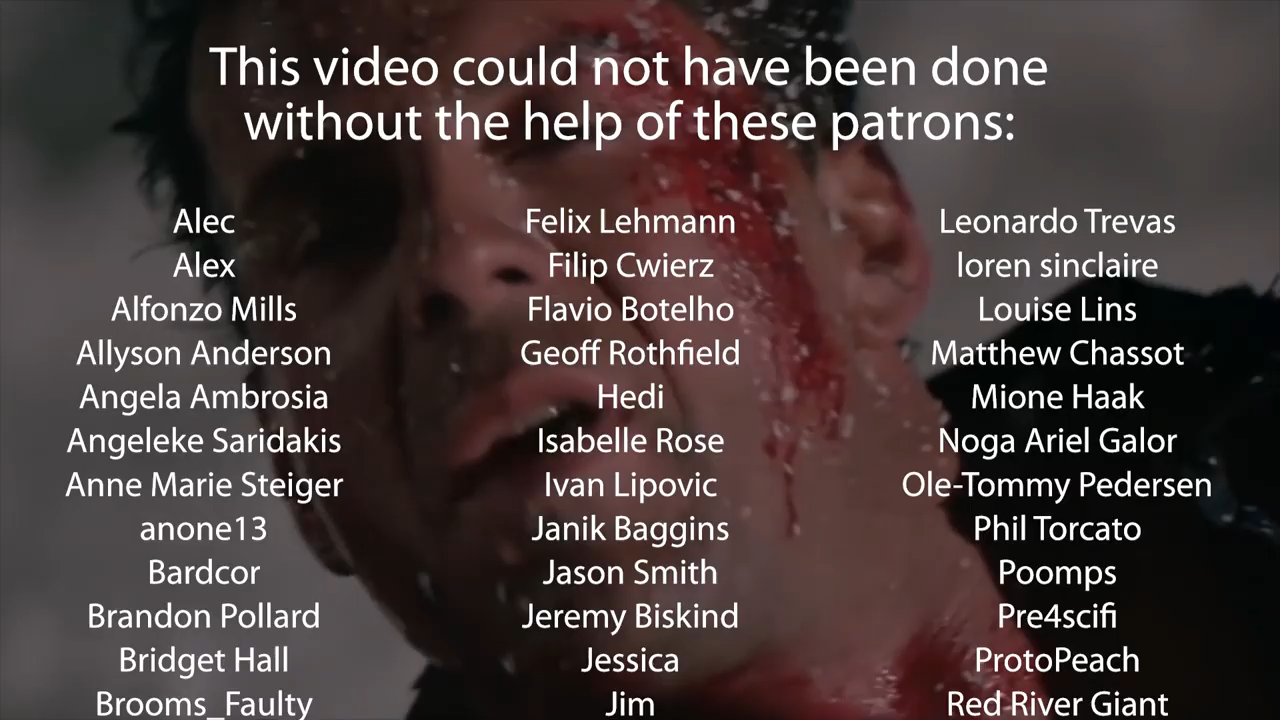 This video could not have been done
without the help of these patrons:
Alec
Alex
Alfonzo Mills
Allyson Anderson
Angela Ambrosia
Angeleke Saridakis
Anne Marie Steiger
anone13
Bardcor
Brandon Pollard
Bridget Hall
Brooms_Faulty
Felix Lehmann
Filip Cwierz
Flavio Botelho
Geoff Rothfield
Hedi
Isabelle Rose
Ivan Lipovic
Janik Baggins
Jason Smith
Jeremy Biskind
Jessica
Jim
Leonardo Trevas
loren sinclaire
Louise Lins
Matthew Chassot
Mione Haak
Noga Ariel Galor
Ole-Tommy Pedersen
Phil Torcato
Poomps
Pre4scifi
ProtoPeach
Red River Giant